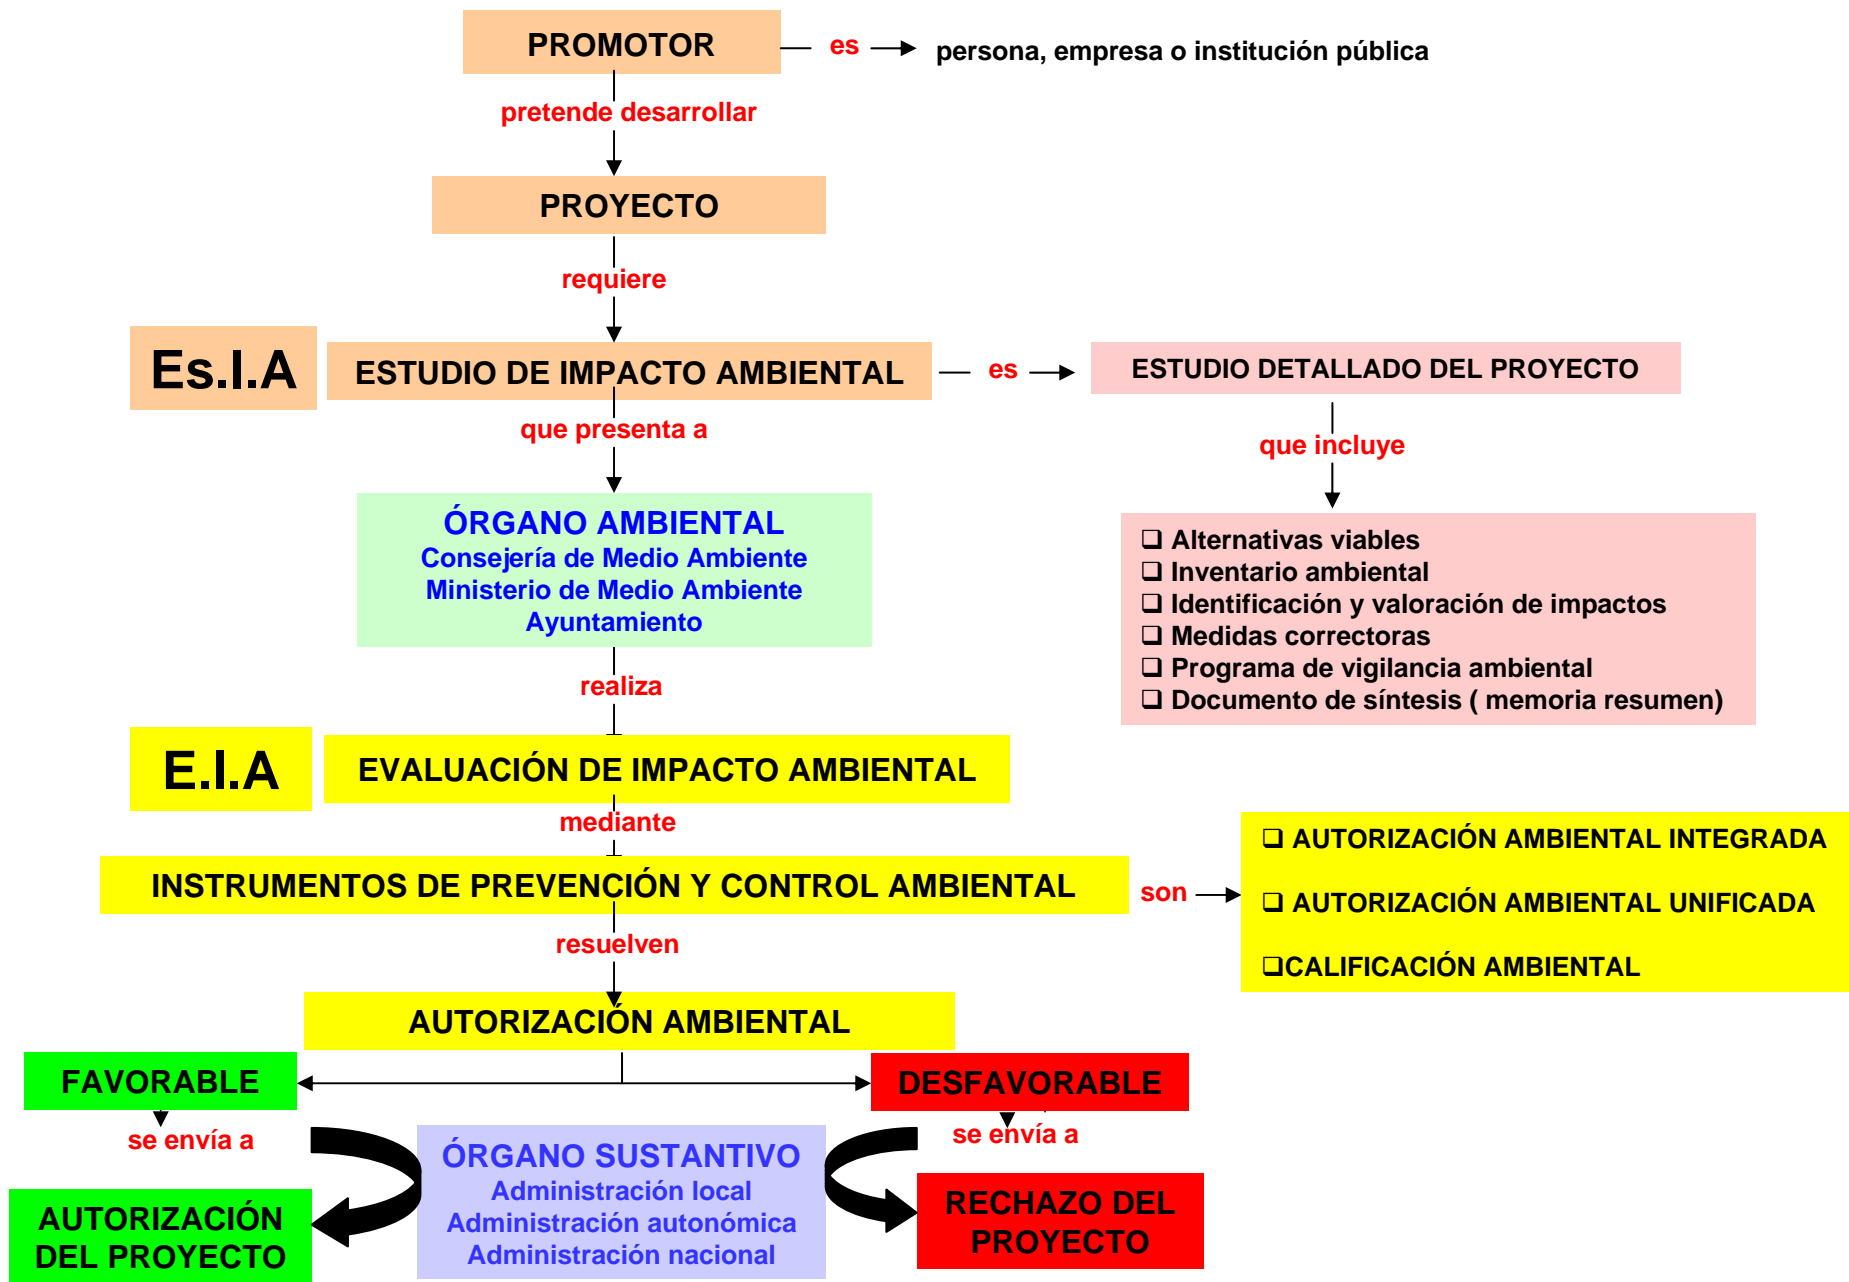 PROMOTOR es persona, empresa o institución pública
pretende desarrollar
PROYECTO
requiere
Es.I.A
ESTUDIO DE IMPACTO AMBIENTAL es ESTUDIO DETALLADO DEL PROYECTO
que presenta a
que incluye
ÓRGANO AMBIENTAL
Consejería de Medio Ambiente
Ministerio de Medio Ambiente
Ayuntamiento
❑ Alternativas viables
❑ Inventario ambiental
❑ Identificación y valoración de impactos
❑ Medidas correctoras
❑ Programa de vigilancia ambiental
❑ Documento de síntesis ( memoria resumen)
realiza
E.I.A
EVALUACIÓN DE IMPACTO AMBIENTAL
mediante
INSTRUMENTOS DE PREVENCIÓN Y CONTROL AMBIENTAL son
❑ AUTORIZACIÓN AMBIENTAL INTEGRADA
❑ AUTORIZACIÓN AMBIENTAL UNIFICADA
❑CALIFICACIÓN AMBIENTAL
resuelven
AUTORIZACIÓN AMBIENTAL
FAVORABLE
DESFAVORABLE
se envía a
se envía a
ÓRGANO SUSTANTIVO
Administración local
Administración autonómica
Administración nacional
AUTORIZACIÓN
DEL PROYECTO
RECHAZO DEL
PROYECTO